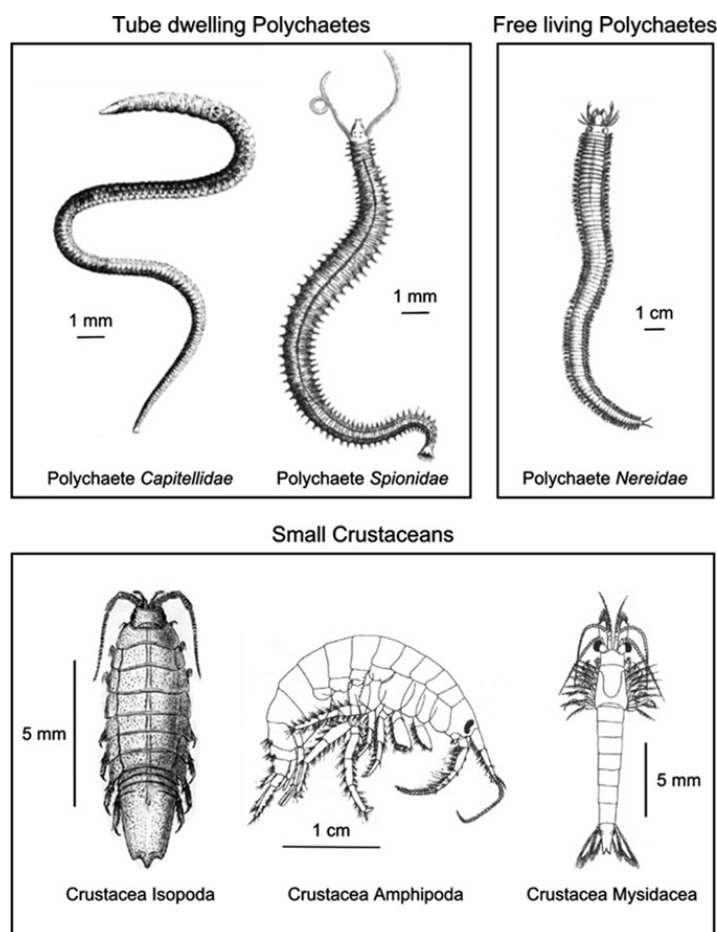 Tube dwelling Polychaetes
Free living Polychaetes
1 mm
1 mm
1 cm
Polychaete Capitellidae
Polychaete Spionidae
Polychaete Nereidae
Small Crustaceans
5 mm
1 cm
5 mm
Crustacea Isopoda
Crustacea Amphipoda
Crustacea Mysidacea